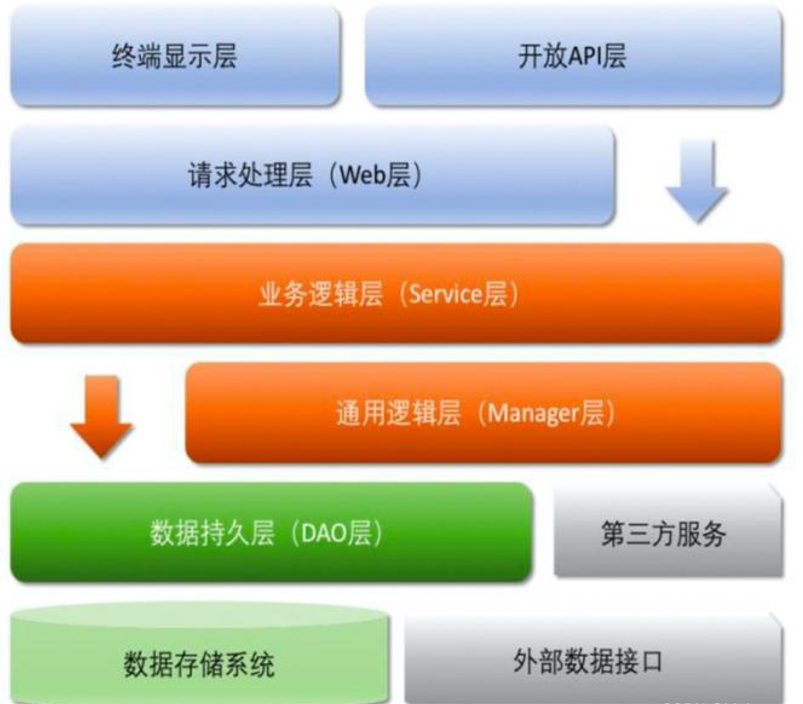 终端显示层
开放API层
请求处理层（Web层）
业务逻辑层（Service层）
通用逻辑层（Manager层）
数据持久层（DAO层）
第三方服务
数据存储系统
外部数据接口